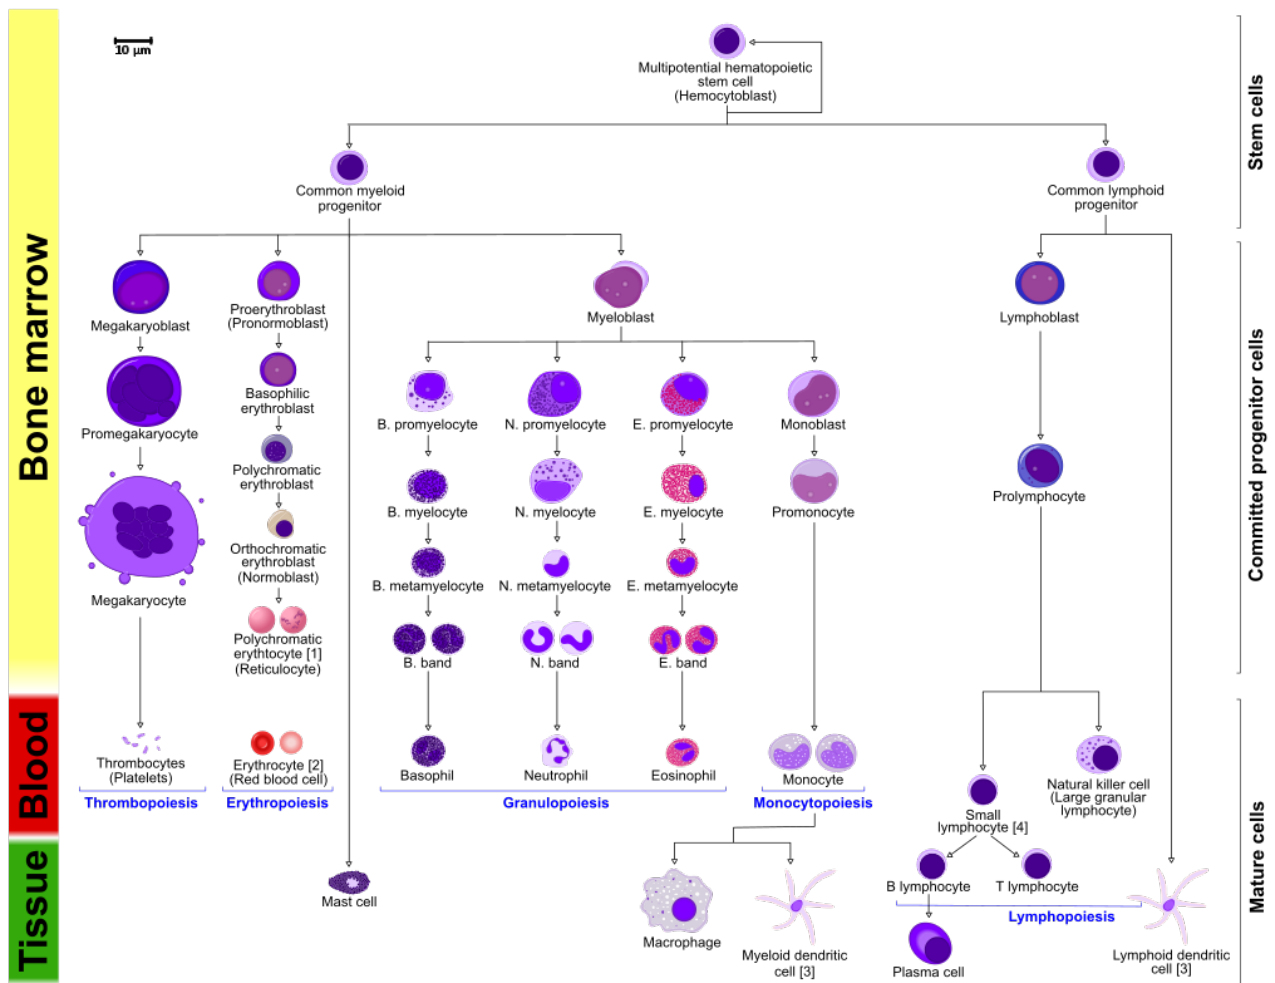 10 µm
Multipotential hematopoietic
stem cell
(Hemocytoblast)
Common myeloid
progenitor
Common lymphoid
progenitor
Megakaryoblast
Proerythroblast
(Pronormoblast)
Myeloblast
Lymphoblast
Promegakaryocyte
Basophilic
erythroblast
B. promyelocyte
N. promyelocyte
E. promyelocyte
Monoblast
Polychromatic
erythroblast
B. myelocyte
N. myelocyte
E. myelocyte
Promonocyte
Prolymphocyte
Megakaryocyte
Orthochromatic
erythroblast
(Normoblast)
B. metamyelocyte
N. metamyelocyte
E. metamyelocyte
Polychromatic
erythtocyte [1]
(Reticulocyte)
B. band
N. band
E. band
Thrombocytes
(Platelets)
Erythrocyte [2]
(Red blood cell)
Basophil
Neutrophil
Eosinophil
Monocyte
Natural killer cell
(Large granular
lymphocyte)
Small
lymphocyte [4]
Thrombopoiesis
Erythropoiesis
Granulopoiesis
Monocytopoiesis
B lymphocyte
T lymphocyte
Lymphopoiesis
Mast cell
Macrophage
Myeloid dendritic
cell [3]
Plasma cell
Lymphoid dendritic
cell [3]
Bone marrow
Blood
Tissue
Stem cells
Committed progenitor cells
Mature cells